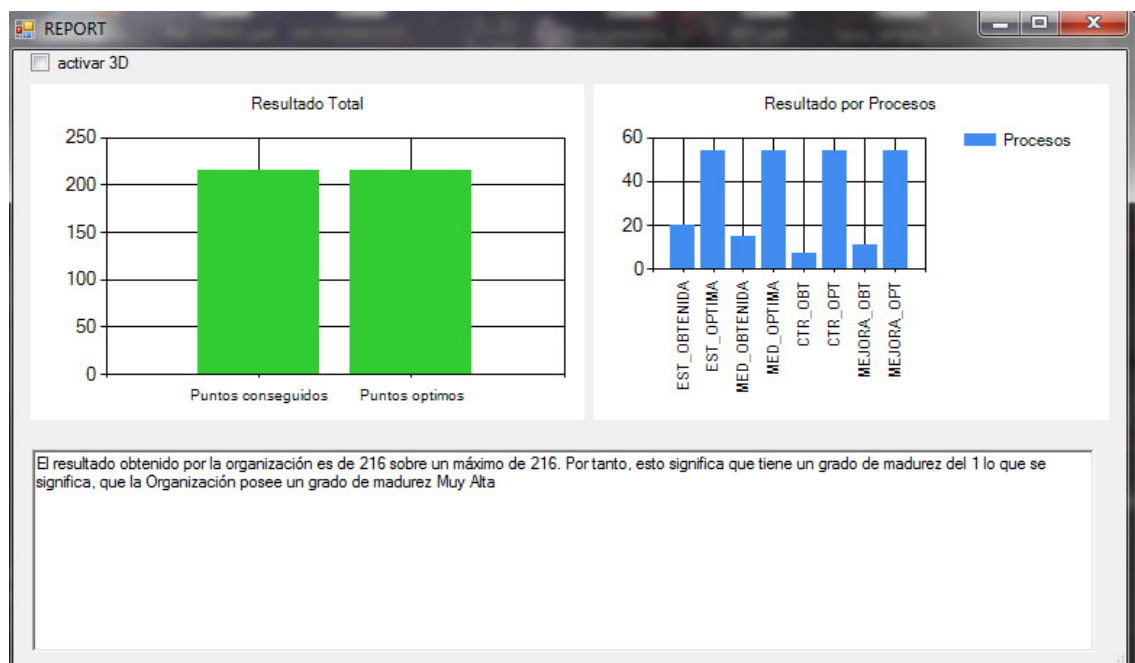 REPORT
activar 3D
Resultado Total
250
200
150
100
50
0
Puntos conseguidos
Puntos optimos
Resultado por Procesos
60
40
20
0
EST_OBTENIDA
EST_OPTIMA
MED_OBTENIDA
MED_OPTIMA
CTR_OBT
CTR_OPT
MEJORA_OBT
MEJORA_OPT
Procesos
El resultado obtenido por la organización es de 216 sobre un máximo de 216. Por tanto, esto significa que tiene un grado de madurez del 1 lo que se
significa, que la Organización posee un grado de madurez Muy Alta